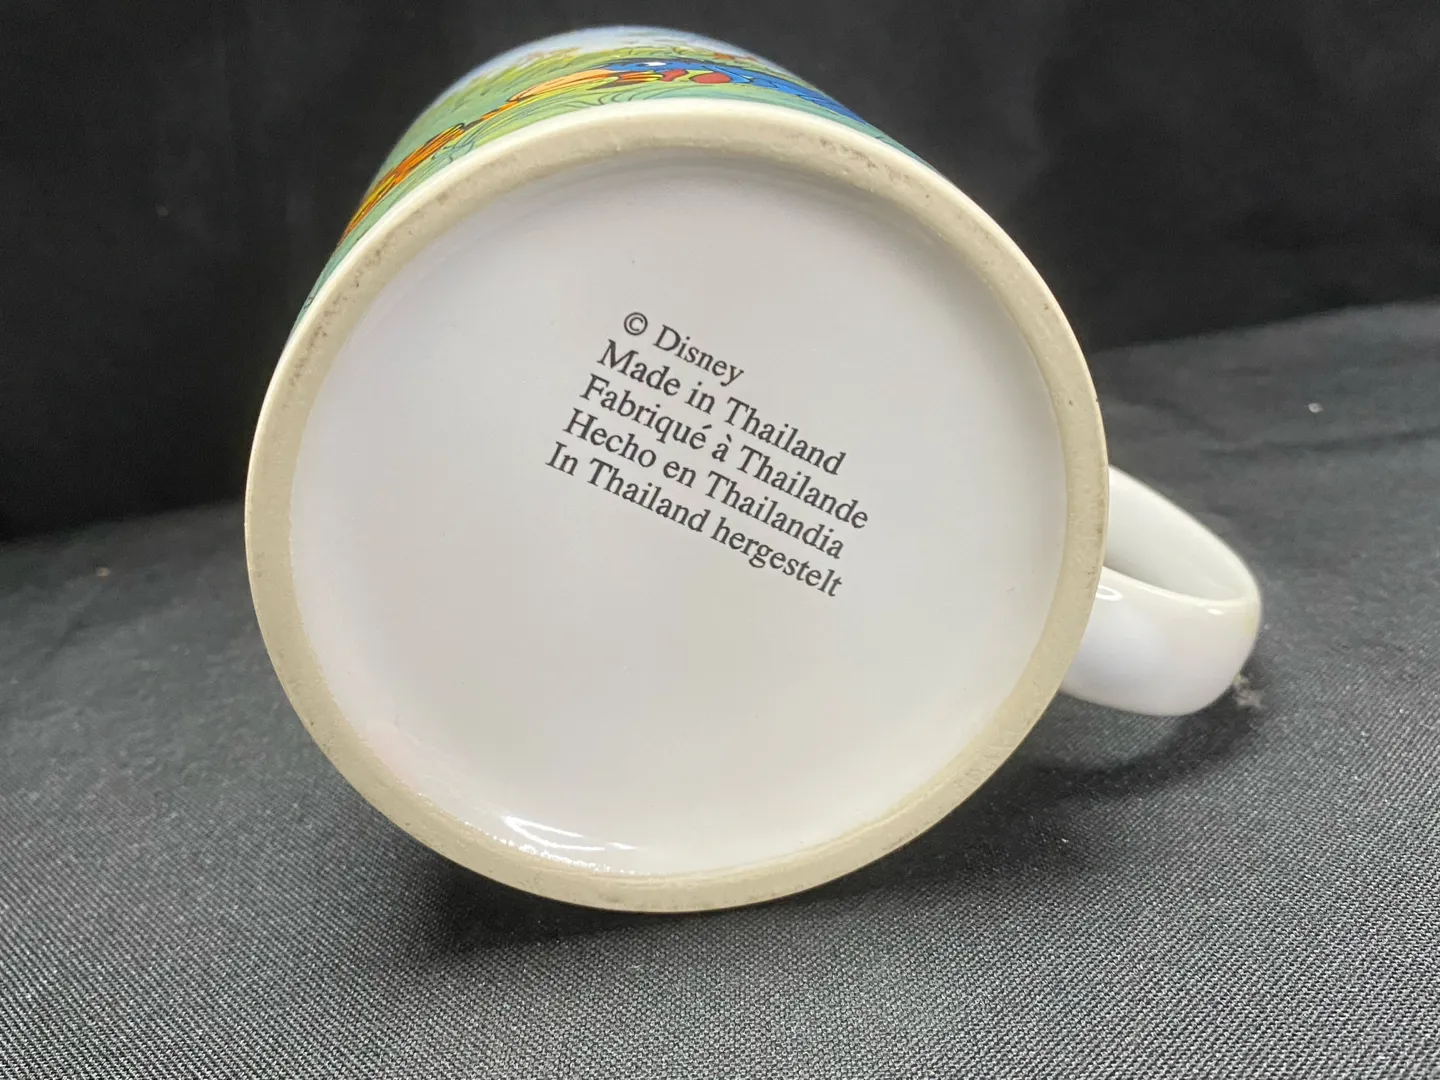 © Disney
Made in Thailand
Fabriqué à Thailande
Hecho en Thailandia
In Thailand hergestelt